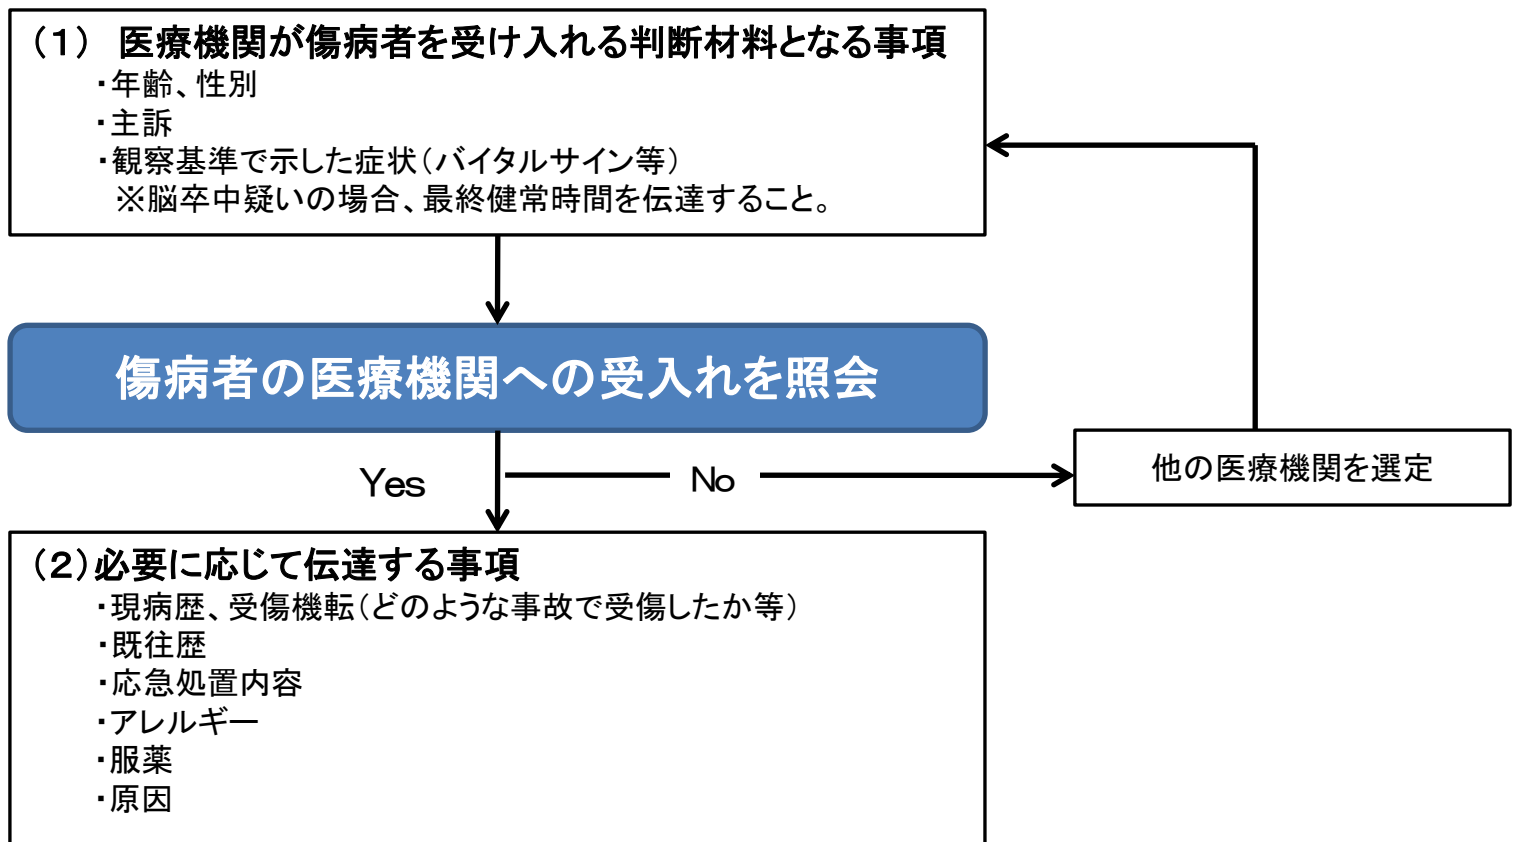 （１）　医療機関が傷病者を受け入れる判断材料となる事項
・年齢、性別
・主訴
・観察基準で示した症状（バイタルサイン等）
※脳卒中疑いの場合、最終健常時間を伝達すること。
傷病者の医療機関への受入れを照会
Yes
No
他の医療機関を選定
（２）必要に応じて伝達する事項
・現病歴、受傷機転（どのような事故で受傷したか等）
・既往歴
・応急処置内容
・アレルギー
・服薬
・原因